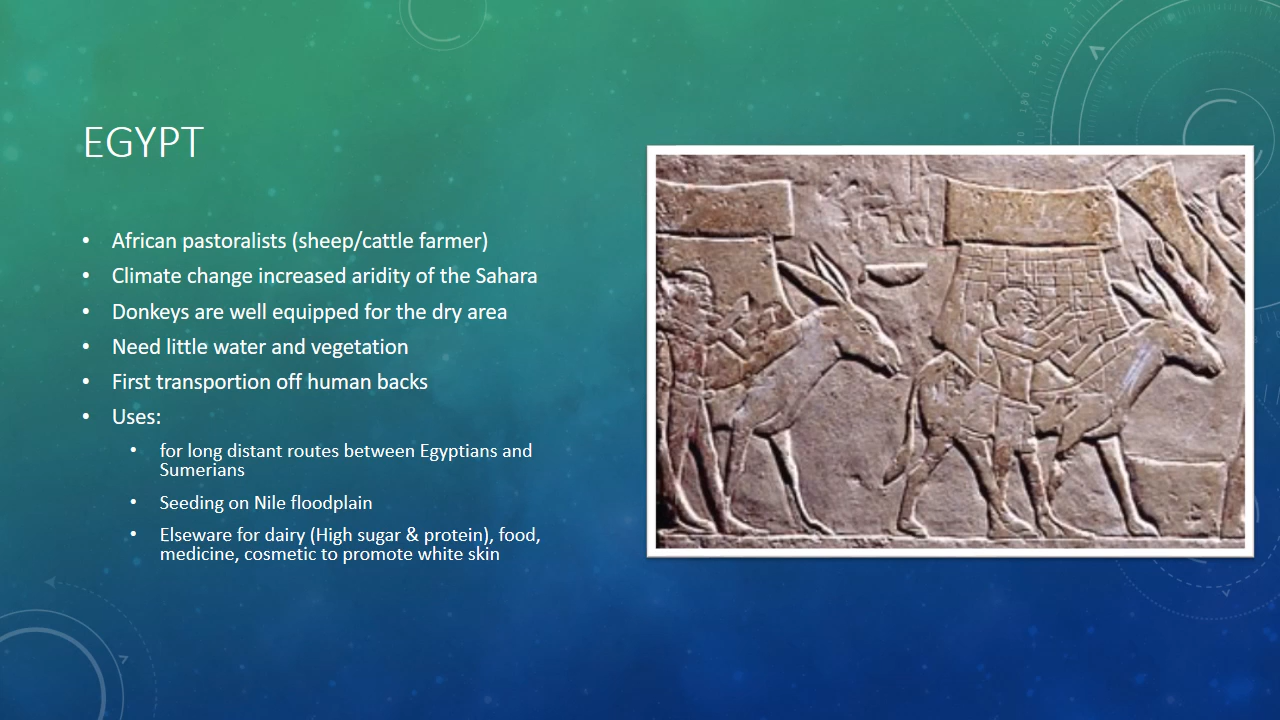 EGYPT
• African pastoralists (sheep/cattle farmer)
• Climate change increased aridity of the Sahara
• Donkeys are well equipped for the dry area
• Need little water and vegetation
• First transportion off human backs
• Uses:
• for long distant routes between Egyptians and
Sumerians
• Seeding on Nile floodplain
• Elseware for dairy (High sugar & protein), food,
medicine, cosmetic to promote white skin